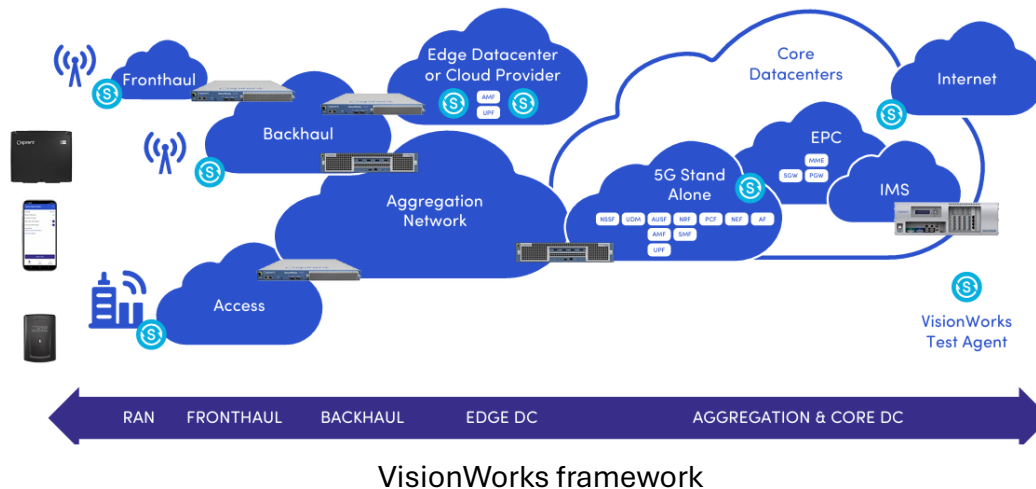 Fronthaul
Edge Datacenter
or Cloud Provider
S
S
AMF
UPF
Core
Datacenters
Internet
S
S
Backhaul
S
EPC
MME
SGW
PGW
5G Stand
Alone
S
IMS
Aggregation
Network
NSSF
UDM
AUSF
NRF
PCF
NEF
AF
AMF
SMF
UPF
Access
S
S
VisionWorks
Test Agent
RAN
FRONTHAUL
BACKHAUL
EDGE DC
AGGREGATION & CORE DC
VisionWorks framework